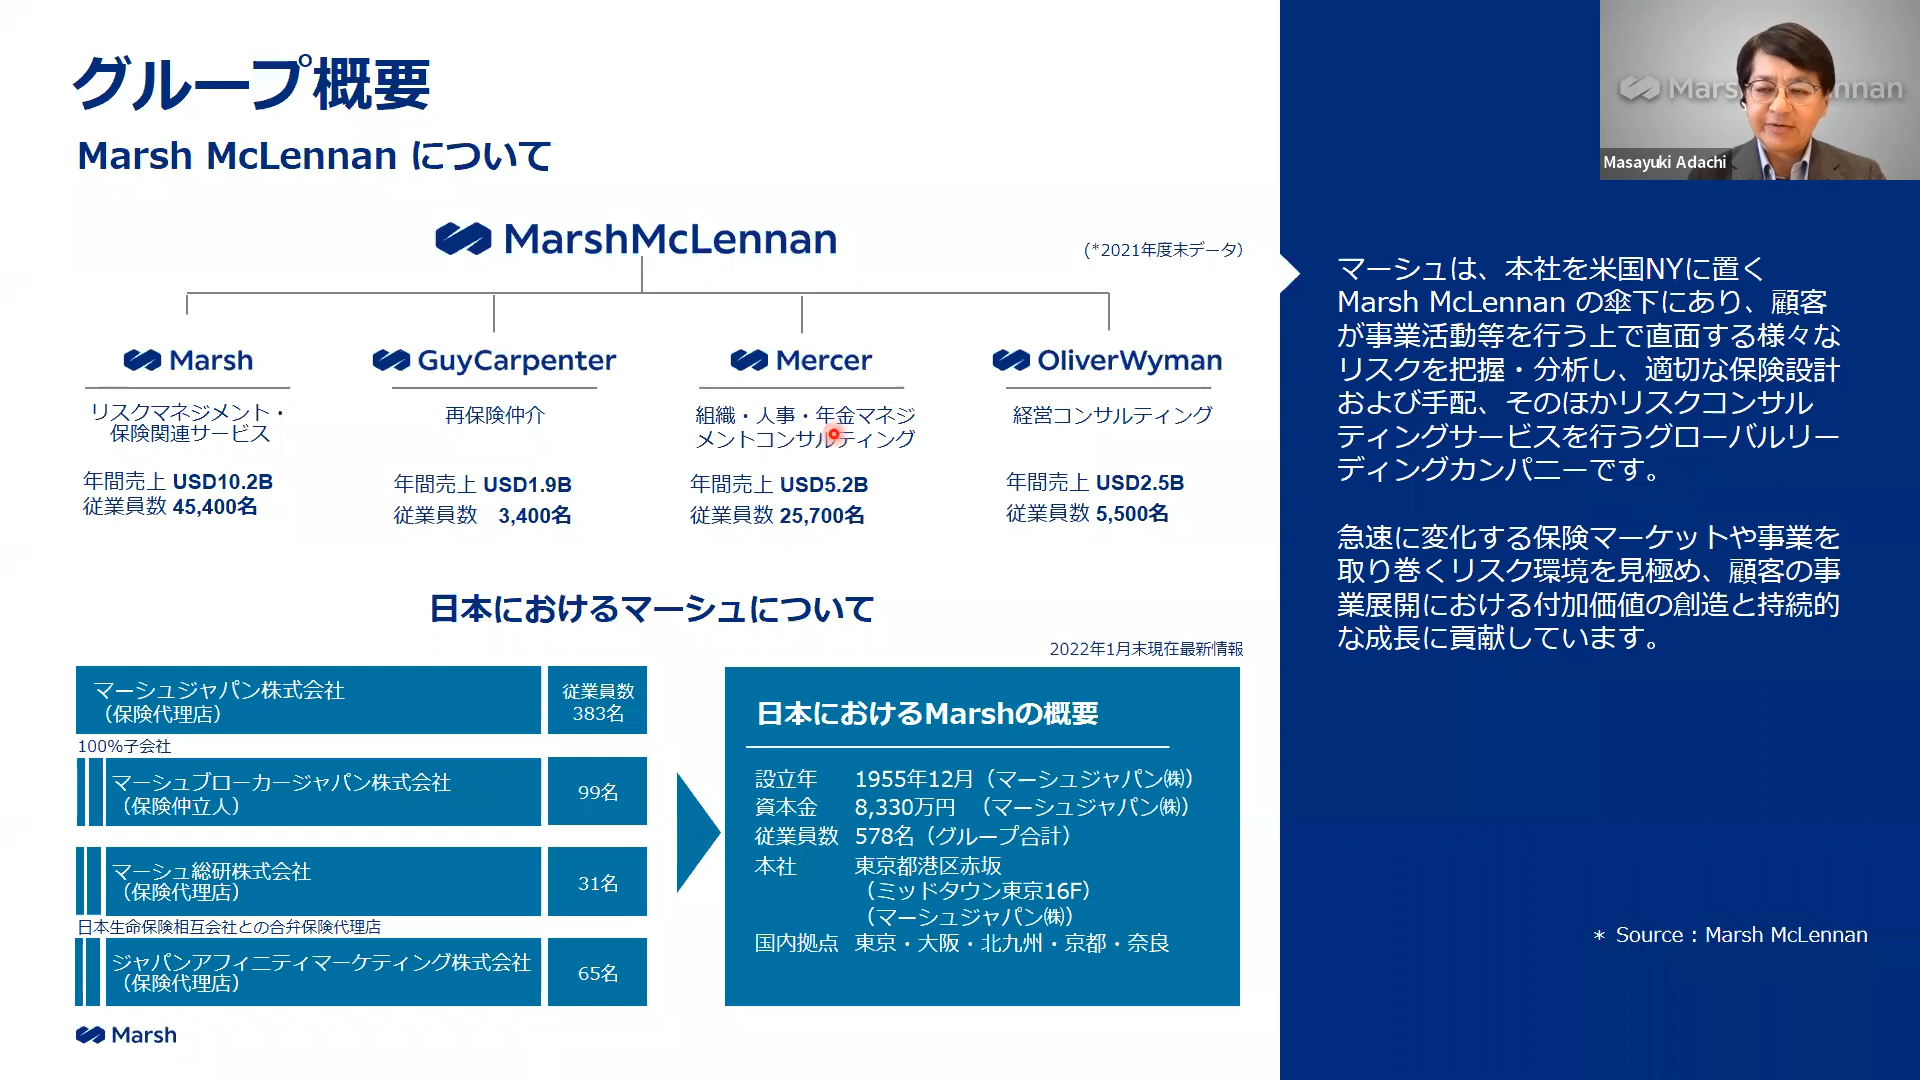 グループ概要
Marsh McLennan について
MarshMcLennan
(*2021年度末データ)
Marsh
リスクマネジメント・
保険関連サービス
年間売上 USD10.2B
従業員数 45,400名
GuyCarpenter
再保険仲介
年間売上 USD1.9B
従業員数 3,400名
Mercer
組織・人事・年金マネジ
メントコンサルティング
年間売上 USD5.2B
従業員数 25,700名
OliverWyman
経営コンサルティング
年間売上 USD2.5B
従業員数 5,500名
日本におけるマーシュについて
2022年1月末現在最新情報
マーシュジャパン株式会社
（保険代理店）
従業員数
383名
100%子会社
マーシュブローカージャパン株式会社
（保険仲立人）
99名
マーシュ総研株式会社
（保険代理店）
31名
日本生命保険相互会社との合弁保険代理店
ジャパンアフィニティマーケティング株式会社
（保険代理店）
65名
日本におけるMarshの概要
設立年 1955年12月（マーシュジャパン㈱）
資本金 8,330万円 （マーシュジャパン㈱）
従業員数 578名（グループ合計）
本社 東京都港区赤坂
（ミッドタウン東京16F）
（マーシュジャパン㈱）
国内拠点 東京・大阪・北九州・京都・奈良
Marsh
Masayuki Adachi
マーシュは、本社を米国NYに置く
Marsh McLennan の傘下にあり、顧客
が事業活動等を行う上で直面する様々な
リスクを把握・分析し、適切な保険設計
および手配、そのほかリスクコンサル
ティングサービスを行うグローバルリー
ディングカンパニーです。
急速に変化する保険マーケットや事業を
取り巻くリスク環境を見極め、顧客の事
業展開における付加価値の創造と持続的
な成長に貢献しています。
* Source : Marsh McLennan